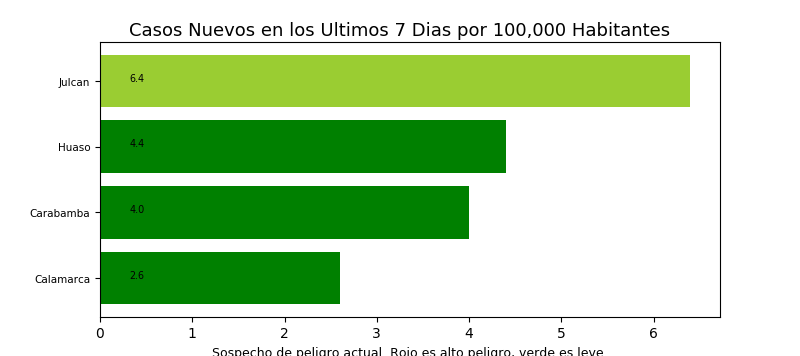 Casos Nuevos en los Ultimos 7 Dias por 100,000 Habitantes
Julcan
6.4
Huaso
4.4
Carabamba
4.0
Calamarca
2.6
0 1 2 3 4 5 6
Sospecho de peligro actual. Rojo es alto peligro, verde es leve